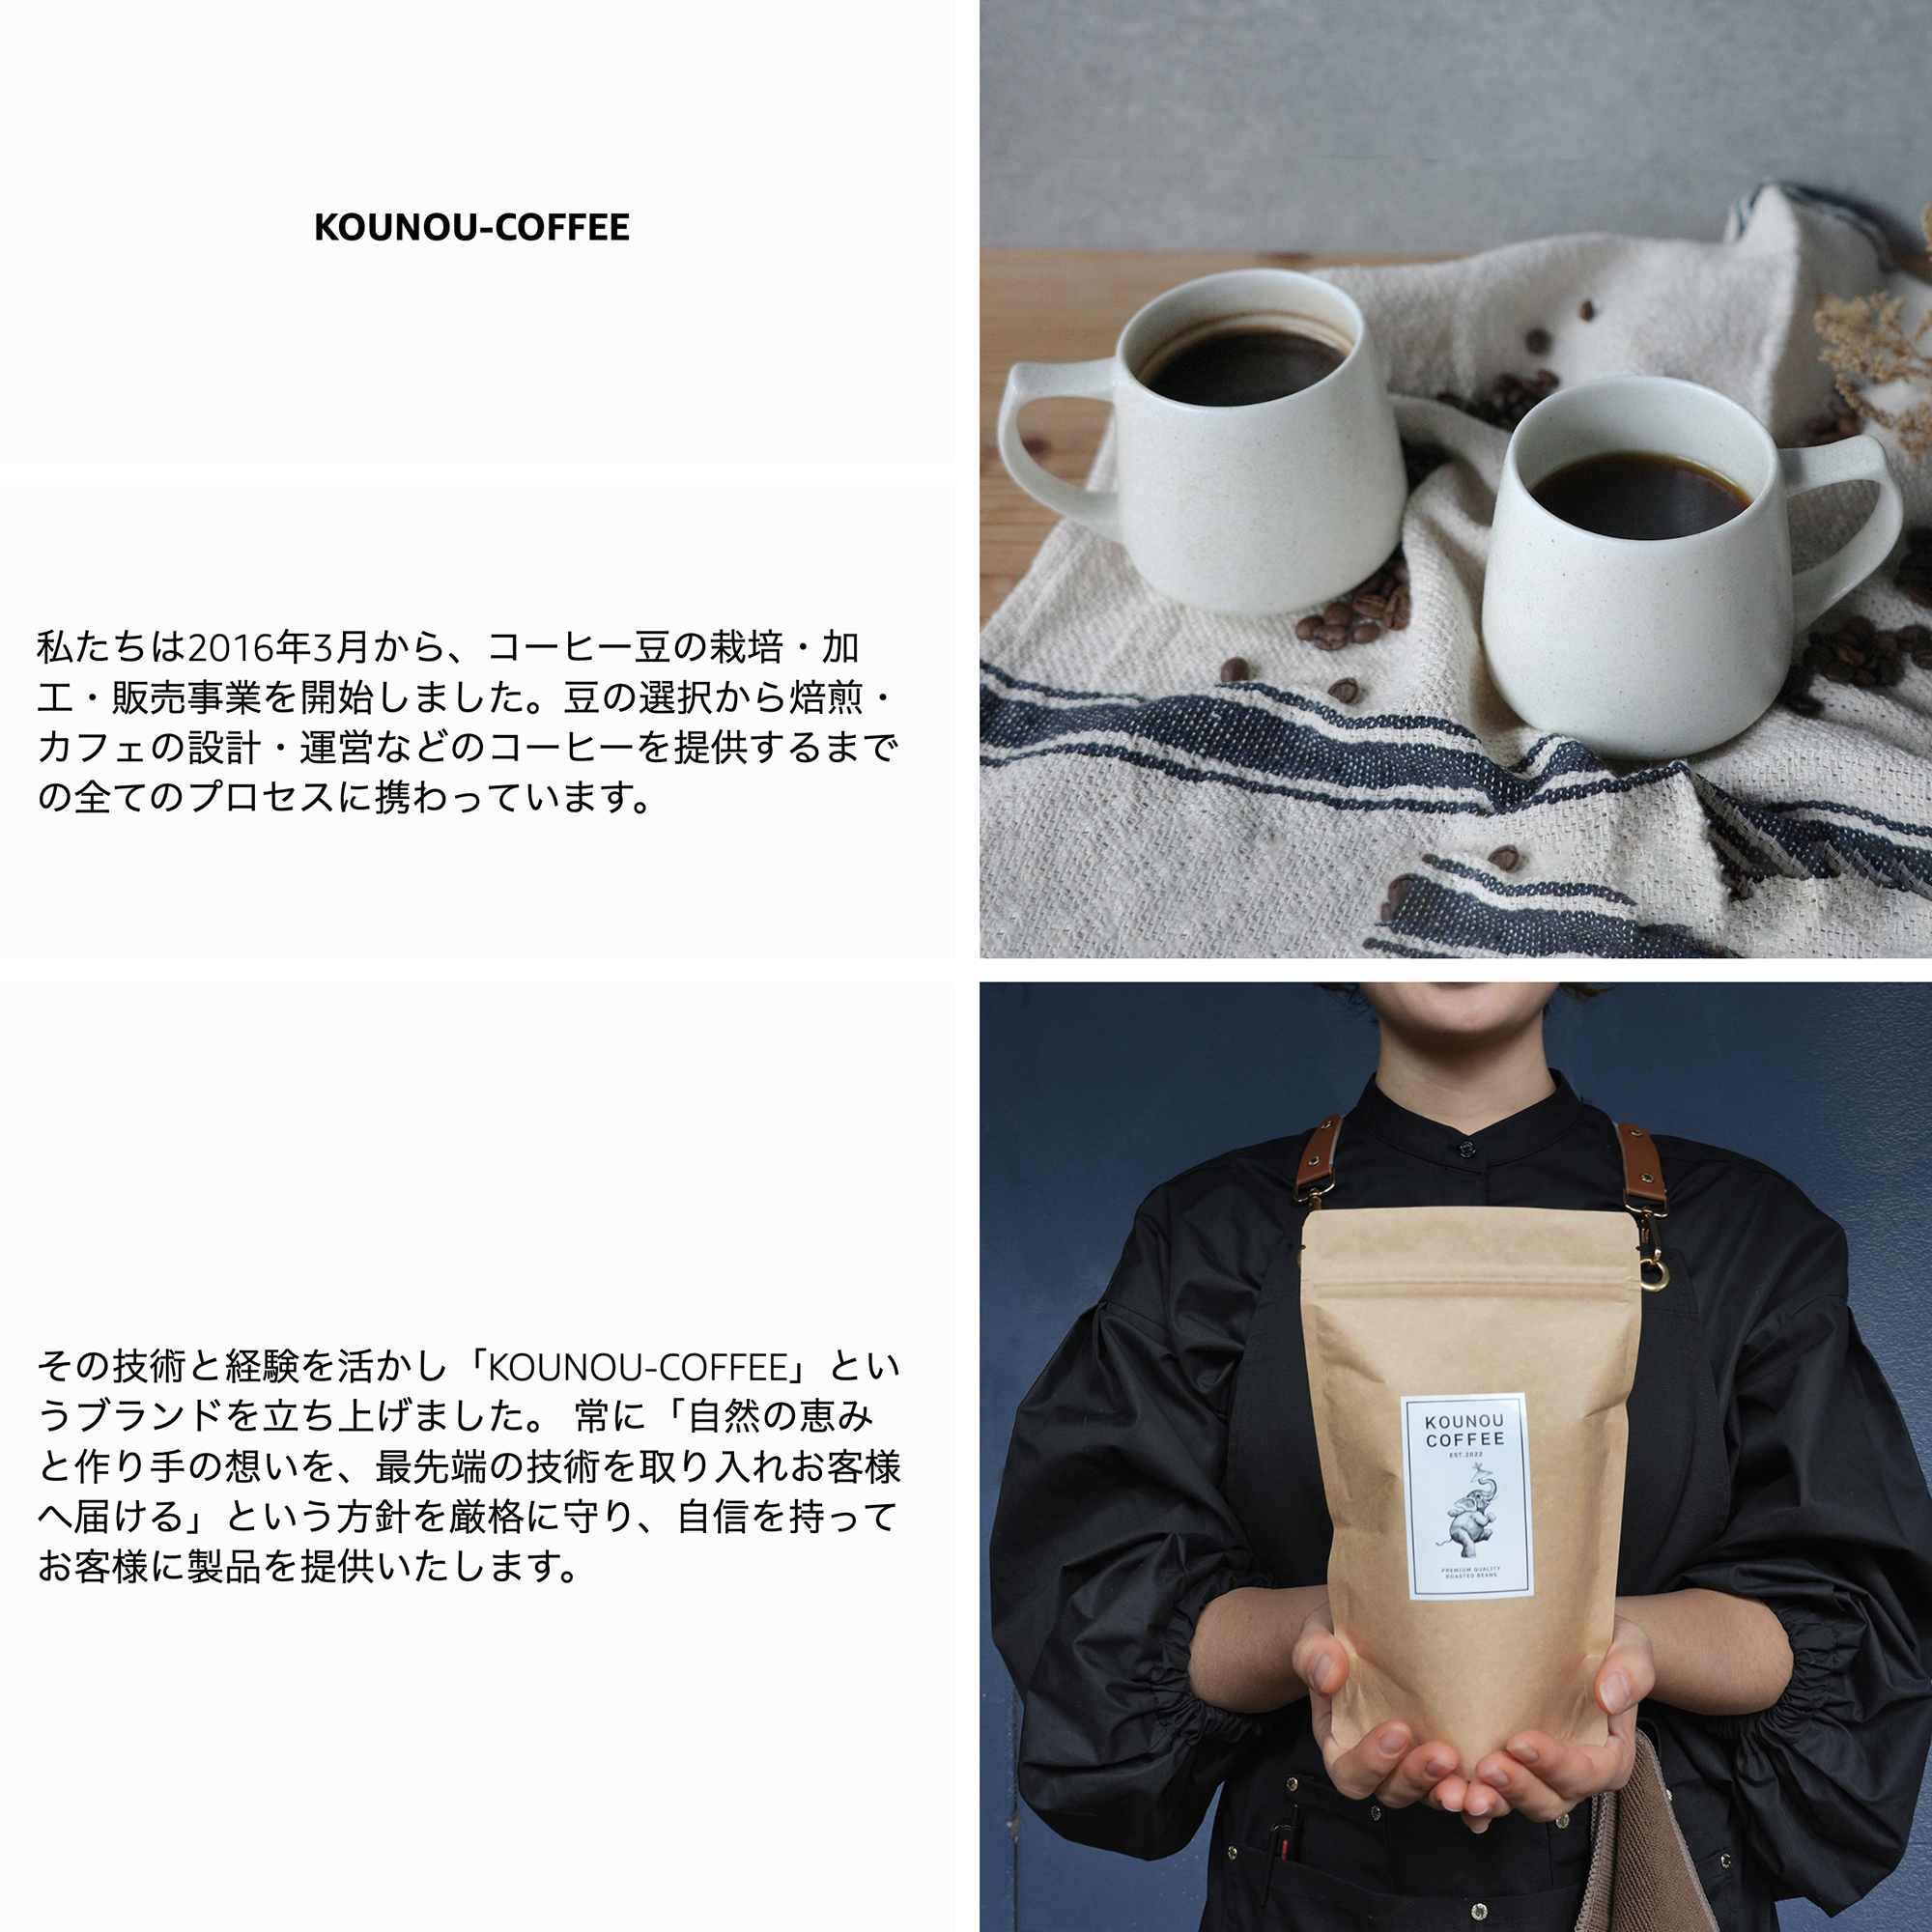 KOUNOU-COFFEE
私たちは2016年3月から、コーヒー豆の栽培・加
工・販売事業を開始しました。豆の選択から焙煎・
カフェの設計・運営などのコーヒーを提供するまで
の全てのプロセスに携わっています。
その技術と経験を活かし「KOUNOU-COFFEE」とい
うブランドを立ち上げました。 常に「自然の恵み
と作り手の想いを、最先端の技術を取り入れお客様
へ届ける」という方針を厳格に守り、自信を持って
お客様に製品を提供いたします。
KOUNOU
COFFEE
EST.2022
PREMIUM QUALITY
ROASTED BEANS